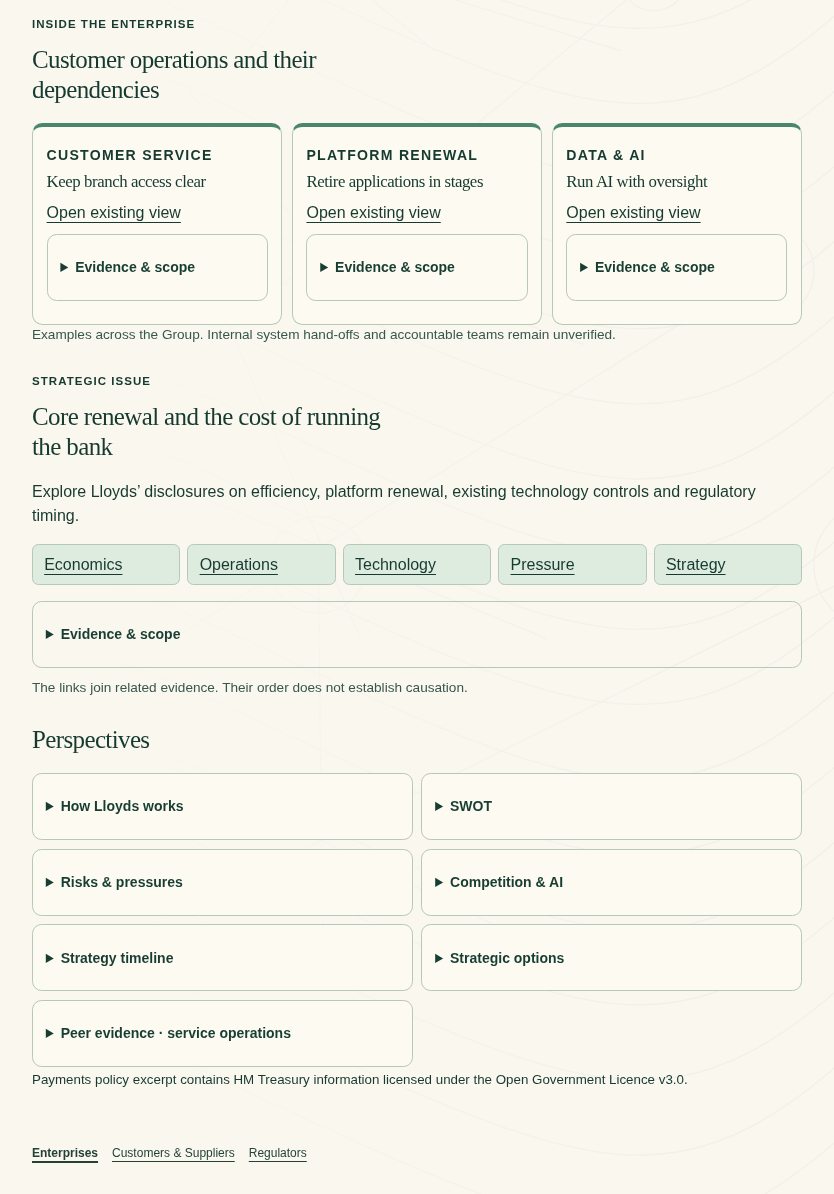 INSIDE THE ENTERPRISE
Customer operations and their
dependencies
CUSTOMER SERVICE
Keep branch access clear
Open existing view
Evidence & scope
PLATFORM RENEWAL
Retire applications in stages
Open existing view
Evidence & scope
DATA & AI
Run AI with oversight
Open existing view
Evidence & scope
Examples across the Group. Internal system hand-offs and accountable teams remain unverified.
STRATEGIC ISSUE
Core renewal and the cost of running
the bank
Explore Lloyds’ disclosures on efficiency, platform renewal, existing technology controls and regulatory
timing.
Economics
Operations
Technology
Pressure
Strategy
Evidence & scope
The links join related evidence. Their order does not establish causation.
Perspectives
How Lloyds works
SWOT
Risks & pressures
Competition & AI
Strategy timeline
Strategic options
Peer evidence · service operations
Payments policy excerpt contains HM Treasury information licensed under the Open Government Licence v3.0.
Enterprises
Customers & Suppliers
Regulators